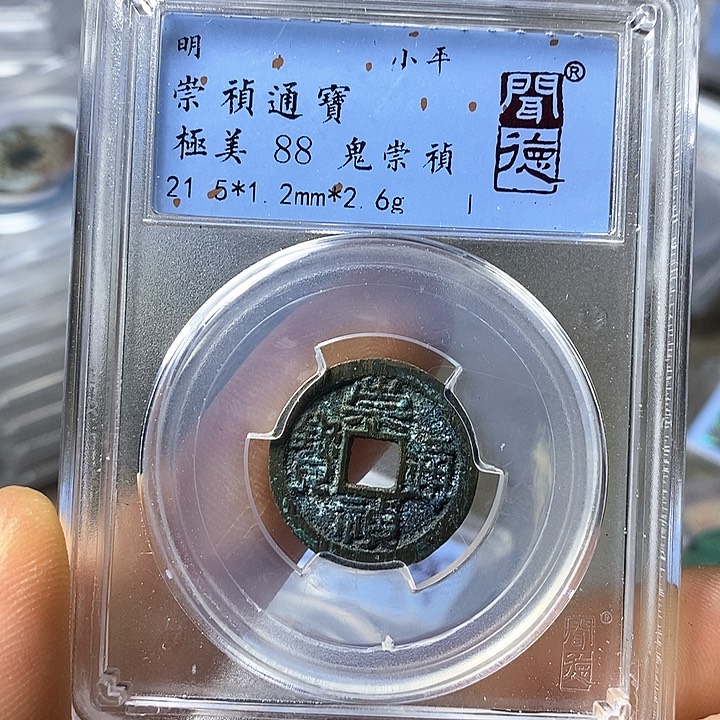 明 小平
崇禎通寶
極美 88 鬼崇禎
21.5*1.2mm*2.6g
聞德®
崇禎通寶
聞德®